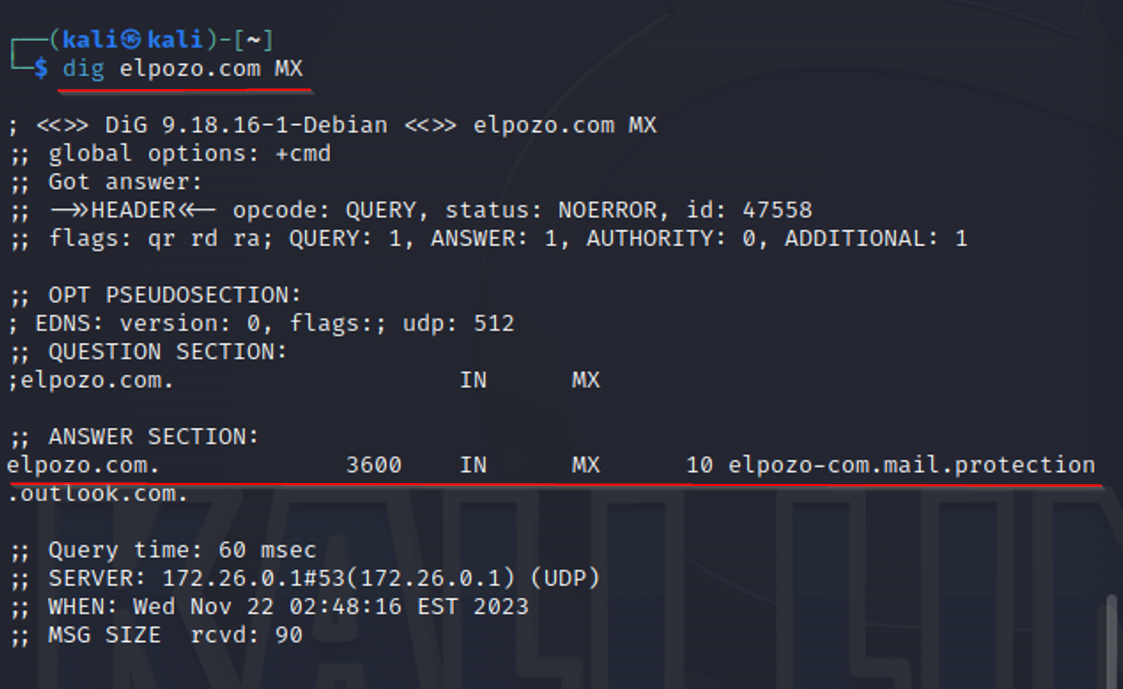 ┌──(kali㉿kali)-[~]
└─$ dig elpozo.com MX
; <<>> DiG 9.18.16-1-Debian <<>> elpozo.com MX
;; global options: +cmd
;; Got answer:
;; ->>HEADER<<- opcode: QUERY, status: NOERROR, id: 47558
;; flags: qr rd ra; QUERY: 1, ANSWER: 1, AUTHORITY: 0, ADDITIONAL: 1
;; OPT PSEUDOSECTION:
; EDNS: version: 0, flags:; udp: 512
;; QUESTION SECTION:
;elpozo.com. IN MX
;; ANSWER SECTION:
elpozo.com. 3600 IN MX 10 elpozo-com.mail.protection
.outlook.com.
;; Query time: 60 msec
;; SERVER: 172.26.0.1#53(172.26.0.1) (UDP)
;; WHEN: Wed Nov 22 02:48:16 EST 2023
;; MSG SIZE rcvd: 90
KALI LIN